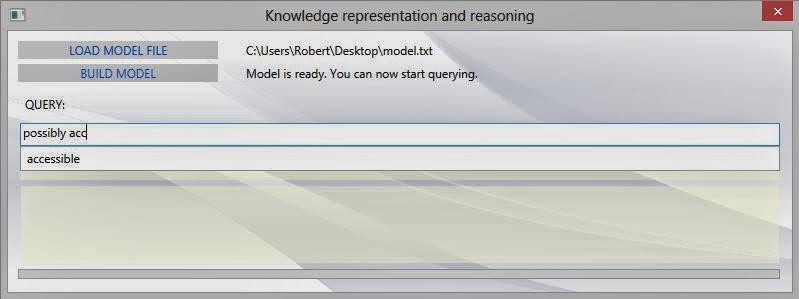 Knowledge representation and reasoning
LOAD MODEL FILE C:\Users\Robert\Desktop\model.txt
BUILD MODEL Model is ready. You can now start querying.
QUERY:
possibly acc
accessible